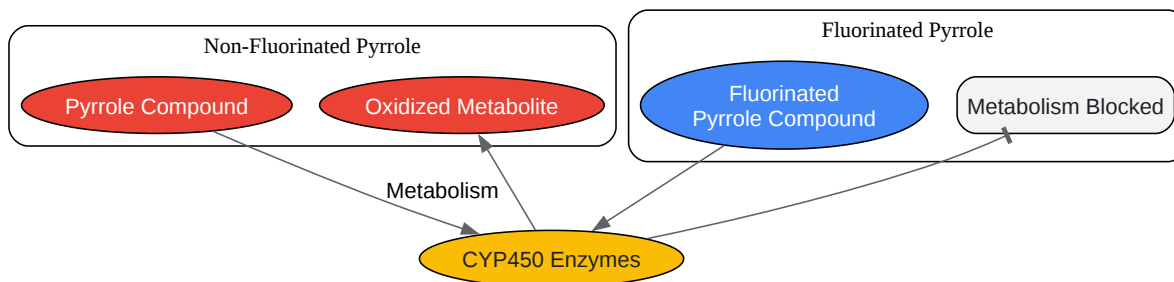 Non-Fluorinated Pyrrole
Pyrrole Compound
Oxidized Metabolite
Fluorinated Pyrrole
Fluorinated
Pyrrole Compound
Metabolism Blocked
Metabolism
CYP450 Enzymes